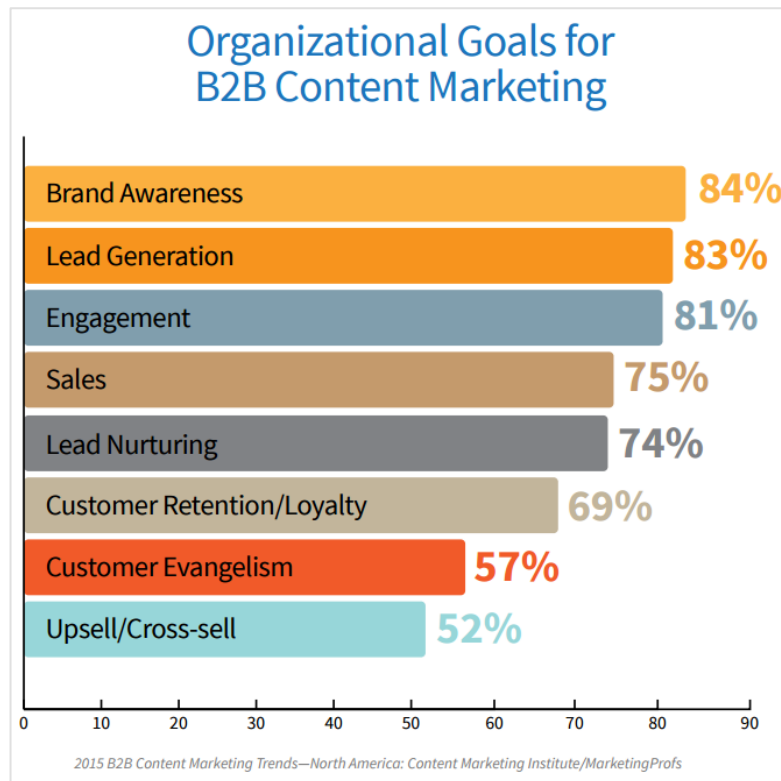 Organizational Goals for
B2B Content Marketing
Brand Awareness 84%
Lead Generation 83%
Engagement 81%
Sales 75%
Lead Nurturing 74%
Customer Retention/Loyalty 69%
Customer Evangelism 57%
Upsell/Cross-sell 52%
0 10 20 30 40 50 60 70 80 90
2015 B2B Content Marketing Trends—North America: Content Marketing Institute/MarketingProfs